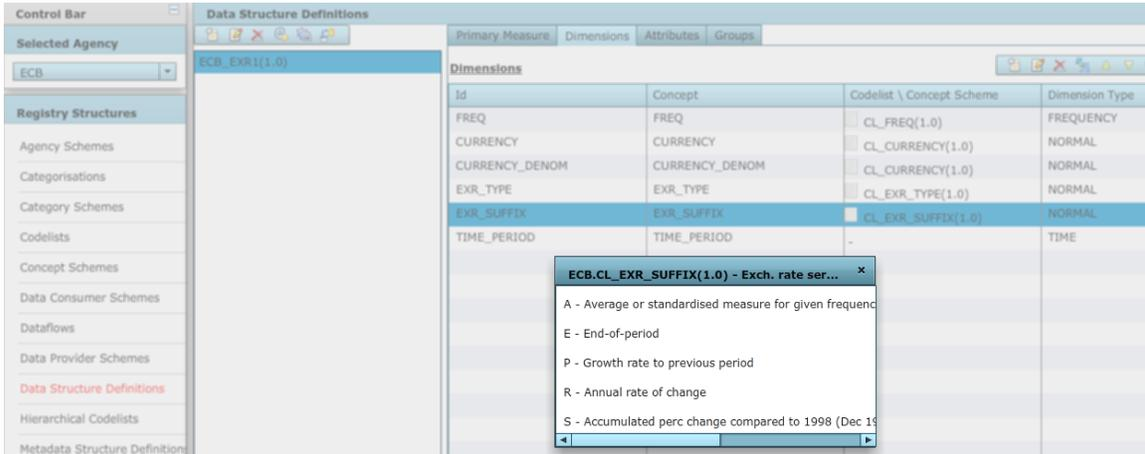 Control Bar
Selected Agency
ECB
Registry Structures
Agency Schemes
Categorisations
Category Schemes
Codelists
Concept Schemes
Data Consumer Schemes
Dataflows
Data Provider Schemes
Data Structure Definitions
Hierarchical Codelists
Metadata Structure Definitions
Data Structure Definitions
ECB_EXR1(1.0)
Primary Measure Dimensions Attributes Groups
Dimensions
Id Concept Codelist \ Concept Scheme Dimension Type
FREQ FREQ CL_FREQ(1.0) FREQUENCY
CURRENCY CURRENCY CL_CURRENCY(1.0) NORMAL
CURRENCY_DENOM CURRENCY_DENOM CL_CURRENCY(1.0) NORMAL
EXR_TYPE EXR_TYPE CL_EXR_TYPE(1.0) NORMAL
EXR_SUFFIX EXR_SUFFIX CL_EXR_SUFFIX(1.0) NORMAL
TIME_PERIOD TIME_PERIOD - TIME
ECB.CL_EXR_SUFFIX(1.0) - Exch. rate ser... ×
A - Average or standardised measure for given frequenc
E - End-of-period
P - Growth rate to previous period
R - Annual rate of change
S - Accumulated perc change compared to 1998 (Dec 19